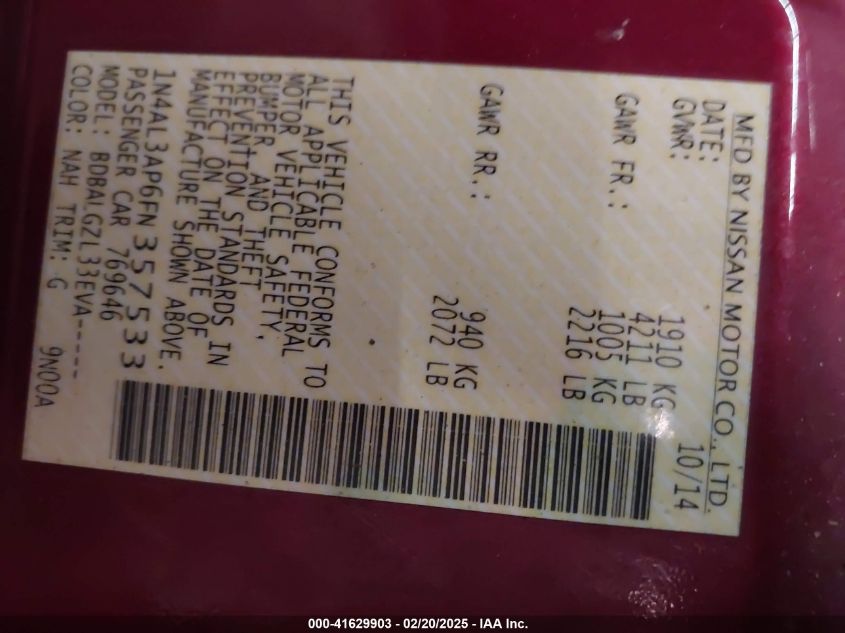 MFD BY NISSAN MOTOR CO., LTD.
DATE: 10/14
GVWR: 1910 KG
4211 LB
GAWR FR.: 1005 KG
2216 LB
GAWR RR.: 940 KG
2072 LB
THIS VEHICLE CONFORMS TO
ALL APPLICABLE FEDERAL
MOTOR VEHICLE SAFETY,
BUMPER, AND THEFT
PREVENTION STANDARDS IN
EFFECT ON THE DATE OF
MANUFACTURE SHOWN ABOVE.
1N4AL3AP6FN357533
PASSENGER CAR 769646
MODEL: BDBALGZL33EVA-----
COLOR: NAH TRIM: G 9N00A
000-41629903 - 02/20/2025 - IAA Inc.